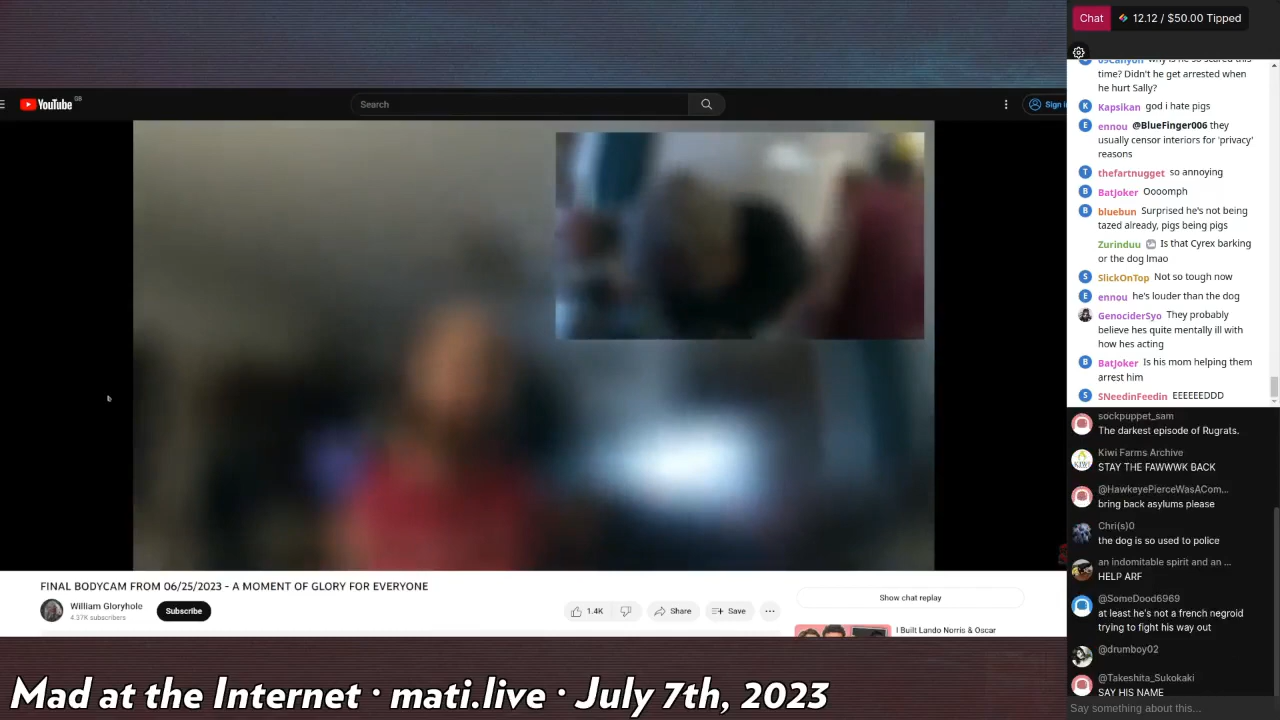 YouTube GB
Search
Sign i
FINAL BODYCAM FROM 06/25/2023 - A MOMENT OF GLORY FOR EVERYONE
William Gloryhole
4.37K subscribers
Subscribe
1.4K
Share
Save
Show chat replay
I Built Lando Norris & Oscar
Mad at the Internet · mati.live · July 7th, 2023
Chat
12.12 / $50.00 Tipped
09Canyon why is he so scared this
time? Didn't he get arrested when
he hurt Sally?
K Kapsikan god i hate pigs
E ennou @BlueFinger006 they
usually censor interiors for 'privacy'
reasons
T thefartnugget so annoying
B BatJoker Oooomph
B bluebun Surprised he's not being
tazed already, pigs being pigs
Zurinduu Is that Cyrex barking
or the dog lmao
S SlickOnTop Not so tough now
E ennou he's louder than the dog
GenociderSyo They probably
believe hes quite mentally ill with
how hes acting
B BatJoker Is his mom helping them
arrest him
S SNeedinFeedin EEEEEEDDD
sockpuppet_sam
The darkest episode of Rugrats.
Kiwi Farms Archive
STAY THE FAWWWK BACK
@HawkeyePierceWasACom...
bring back asylums please
Chri(s)0
the dog is so used to police
an indomitable spirit and an ...
HELP ARF
@SomeDood6969
at least he's not a french negroid
trying to fight his way out
@drumboy02
@Takeshita_Sukokaki
SAY HIS NAME
Say something about this...